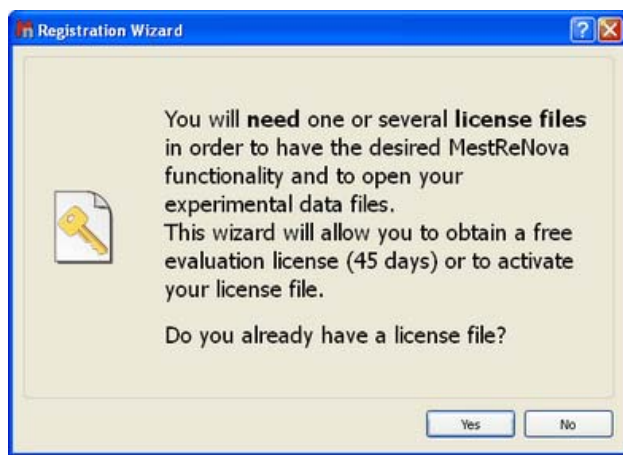 Registration Wizard
You will need one or several license files
in order to have the desired MestReNova
functionality and to open your
experimental data files.
This wizard will allow you to obtain a free
evaluation license (45 days) or to activate
your license file.
Do you already have a license file?
Yes No